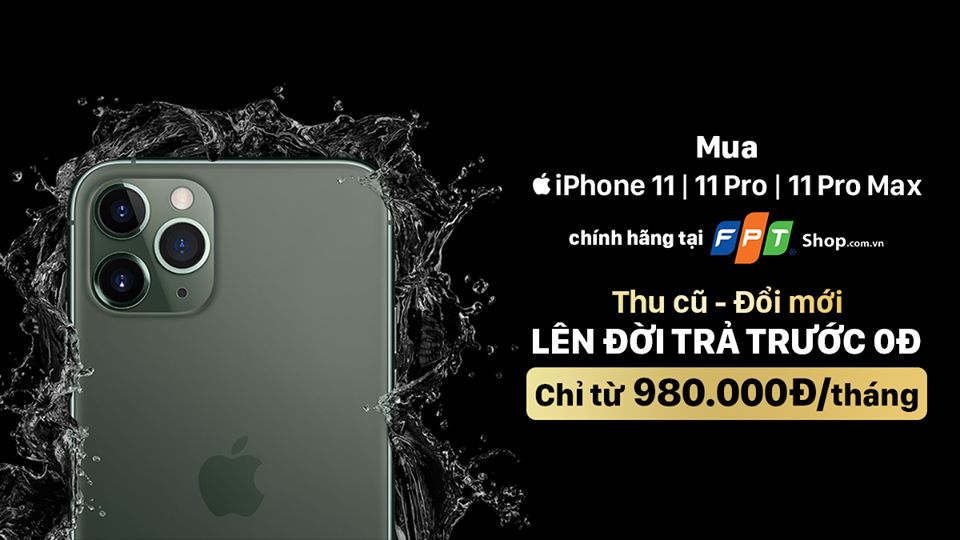 Mua
iPhone 11 | 11 Pro | 11 Pro Max
chính hãng tại FPT Shop.com.vn
Thu cũ - Đổi mới
LÊN ĐỜI TRẢ TRƯỚC 0Đ
Chỉ từ 980.000Đ/tháng